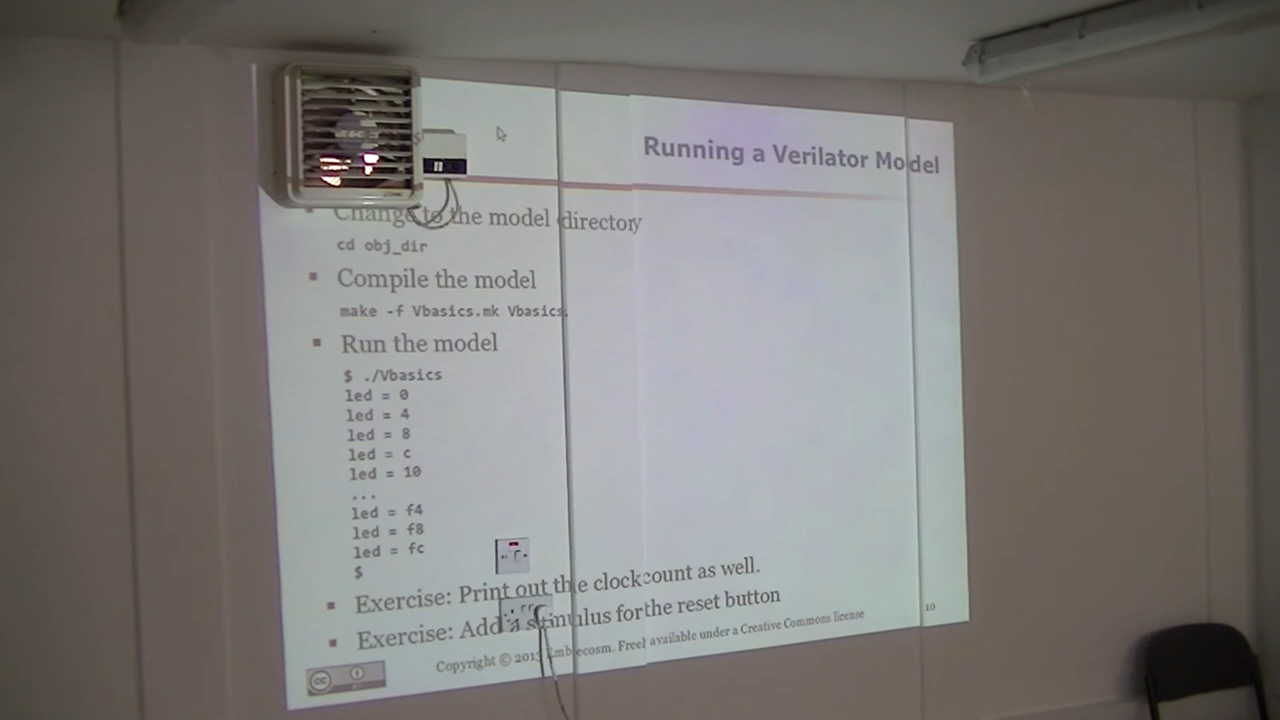 Running a Verilator Model
Change to the model directory
cd obj_dir
Compile the model
make -f Vbasics.mk Vbasics
Run the model
$ ./Vbasics
led = 0
led = 4
led = 8
led = c
led = 10
...
led = f4
led = f8
led = fc
$
Exercise: Print out the clock count as well.
Exercise: Add a stimulus for the reset button
Copyright © 2013 Embecosm. Freel available under a Creative Commons license
10
cc